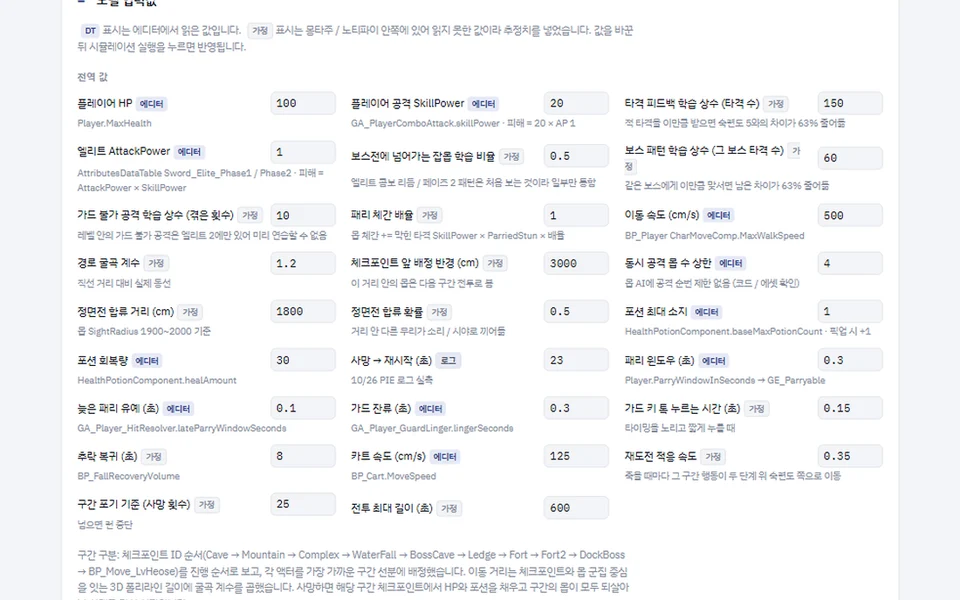 DT 표시는 에디터에서 읽은 값입니다. 가정 표시는 몽타주 / 노티파이 안쪽에 있어 읽지 못한 값이라 추정치를 넣었습니다. 값을 바꾼
뒤 시뮬레이션 실행을 누르면 반영됩니다.
전역 값
플레이어 HP 에디터 100
Player.MaxHealth
플레이어 공격 SkillPower 에디터 20
GA_PlayerComboAttack.skillPower · 피해 = 20 × AP 1
타격 피드백 학습 상수 (타격 수) 가정 150
적 타격을 이만큼 받으면 숙련도 5와의 차이가 63% 줄어듦
엘리트 AttackPower 에디터 1
AttributesDataTable Sword_Elite_Phase1 / Phase2 · 피해 =
AttackPower × SkillPower
보스전에 넘어가는 잡몹 학습 비율 가정 0.5
엘리트 콤보 리듬 / 페이즈 2 패턴은 처음 보는 것이라 일부만 통함
보스 패턴 학습 상수 (그 보스 타격 수) 가
정 60
같은 보스에게 이만큼 맞서면 남은 차이가 63% 줄어듦
가드 불가 공격 학습 상수 (겪은 횟수) 가정 10
레벨 안의 가드 불가 공격은 엘리트 2에만 있어 미리 연습할 수 없음
패리 체간 배율 가정 1
몹 체간 += 막힌 타격 SkillPower × ParriedStun × 배율
이동 속도 (cm/s) 에디터 500
BP_Player CharMoveComp.MaxWalkSpeed
경로 굴곡 계수 가정 1.2
직선 거리 대비 실제 동선
체크포인트 앞 배정 반경 (cm) 가정 3000
이 거리 안의 몹은 다음 구간 전투로 봄
동시 공격 몹 수 상한 에디터 4
몹 AI에 공격 순번 제한 없음 (코드 / 에셋 확인)
정면전 합류 거리 (cm) 가정 1800
몹 SightRadius 1900~2000 기준
정면전 합류 확률 가정 0.5
거리 안 다른 무리가 소리 / 시야로 끼어듦
포션 최대 소지 에디터 1
HealthPotionComponent.baseMaxPotionCount · 픽업 시 +1
포션 회복량 에디터 30
HealthPotionComponent.healAmount
사망 → 재시작 (초) 로그 23
10/26 PIE 로그 실측
패리 윈도우 (초) 에디터 0.3
Player.ParryWindowInSeconds → GE_Parryable
늦은 패리 유예 (초) 에디터 0.1
GA_Player_HitResolver.lateParryWindowSeconds
가드 잔류 (초) 에디터 0.3
GA_Player_GuardLinger.lingerSeconds
가드 키 톡 누르는 시간 (초) 가정 0.15
타이밍을 노리고 짧게 누를 때
추락 복귀 (초) 가정 8
BP_FallRecoveryVolume
카트 속도 (cm/s) 에디터 125
BP_Cart.MoveSpeed
재도전 적응 속도 가정 0.35
죽을 때마다 그 구간 행동이 두 단계 위 숙련도 쪽으로 이동
구간 포기 기준 (사망 횟수) 가정 25
넘으면 런 중단
전투 최대 길이 (초) 가정 600
구간 구분: 체크포인트 ID 순서(Cave → Mountain → Complex → WaterFall → BossCave → Ledge → Fort → Fort2 → DockBoss
→ BP_Move_LvHeose)를 진행 순서로 보고, 각 액터를 가장 가까운 구간 선분에 배정했습니다. 이동 거리는 체크포인트와 몹 군집 중심
을 잇는 3D 폴리라인 길이에 굴곡 계수를 곱했습니다. 사망하면 해당 구간 체크포인트에서 HP와 포션을 채우고 구간의 몹이 모두 되살아